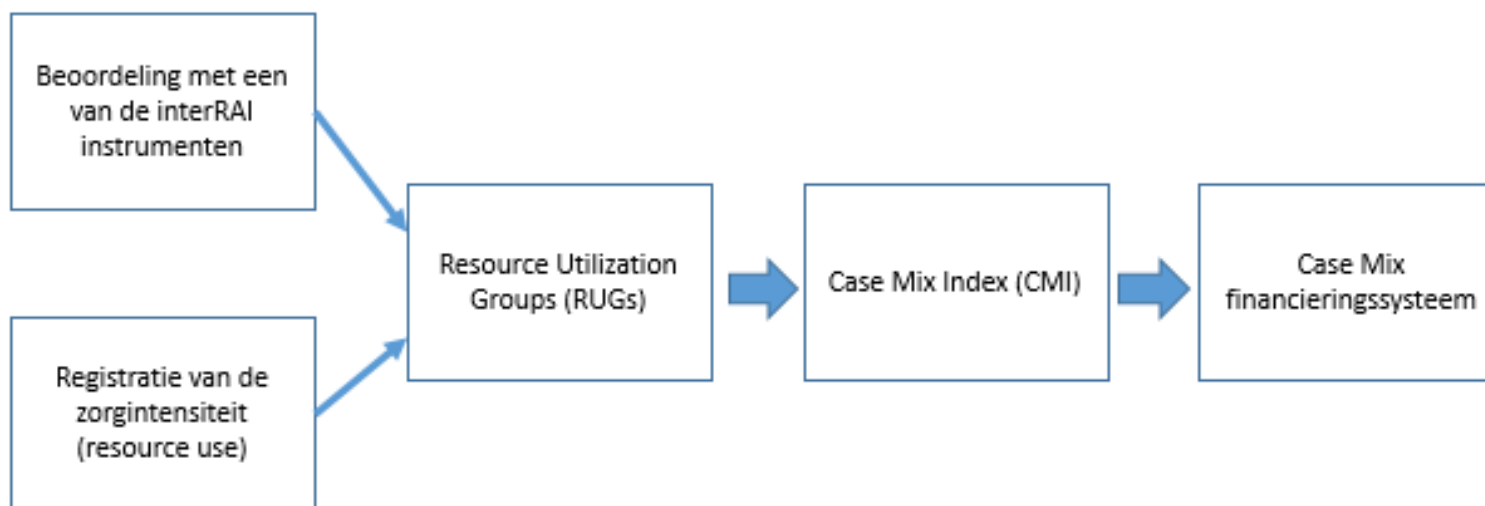 Beoordeling met een
van de interRAI
instrumenten
Registratie van de
zorgintensiteit
(resource use)
Resource Utilization
Groups (RUGs)
Case Mix Index (CMI)
Case Mix
financieringssysteem